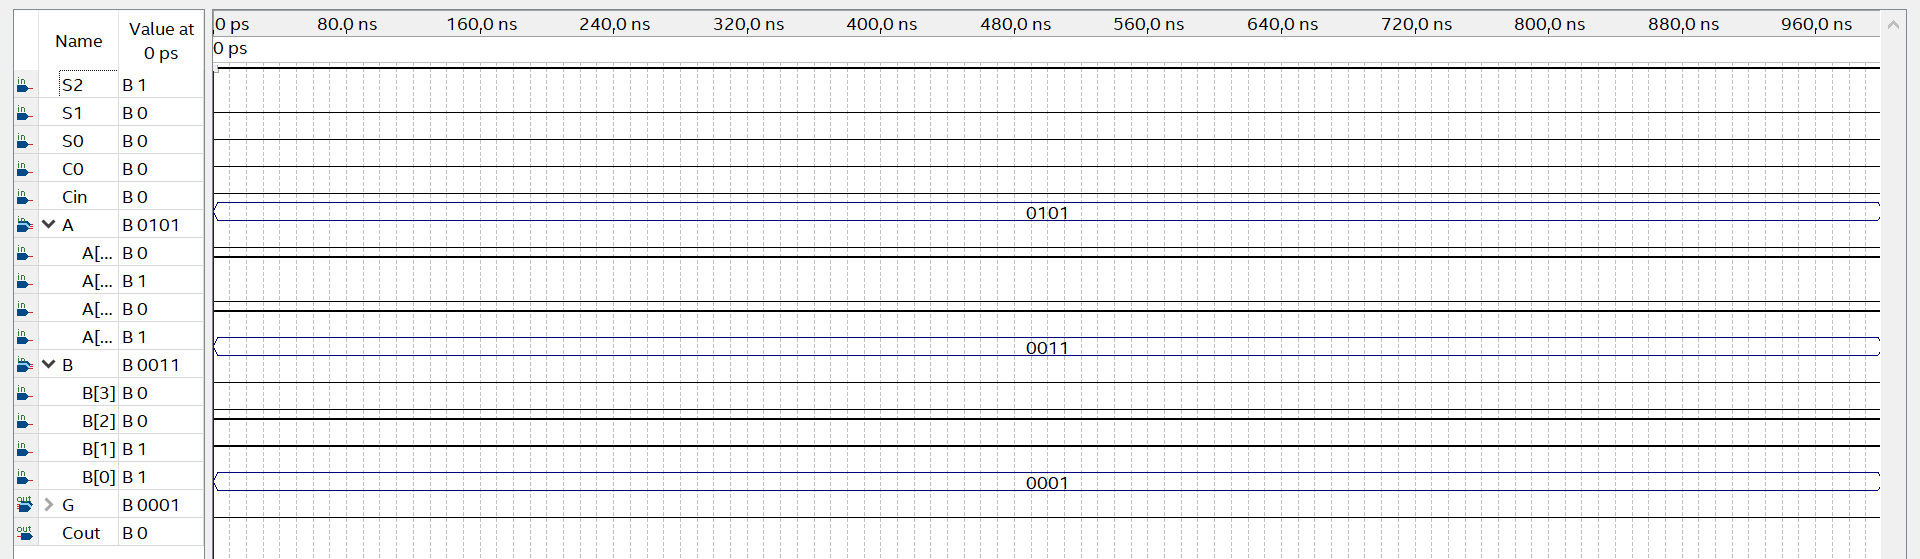 Name Value at 0 ps
0 ps 80.0 ns 160.0 ns 240.0 ns 320.0 ns 400.0 ns 480.0 ns 560.0 ns 640.0 ns 720.0 ns 800.0 ns 880.0 ns 960.0 ns
0 ps
in S2 B 1
in S1 B 0
in S0 B 0
in C0 B 0
in Cin B 0
in A B 0101 0101
in A[... B 0
in A[... B 1
in A[... B 0
in A[... B 1
in B B 0011 0011
in B[3] B 0
in B[2] B 0
in B[1] B 1
in B[0] B 1
out G B 0001 0001
out Cout B 0